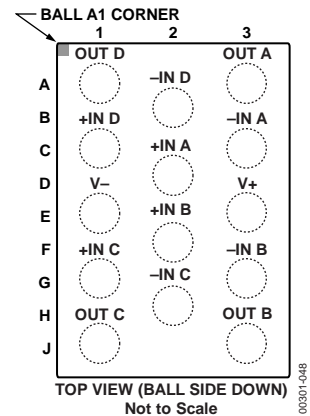 BALL A1 CORNER
1 2 3
OUT D OUT A
A –IN D
B +IN D –IN A
C +IN A
D V– V+
E +IN B
F +IN C –IN B
G –IN C
H OUT C OUT B
J
TOP VIEW (BALL SIDE DOWN)
Not to Scale
00301-048